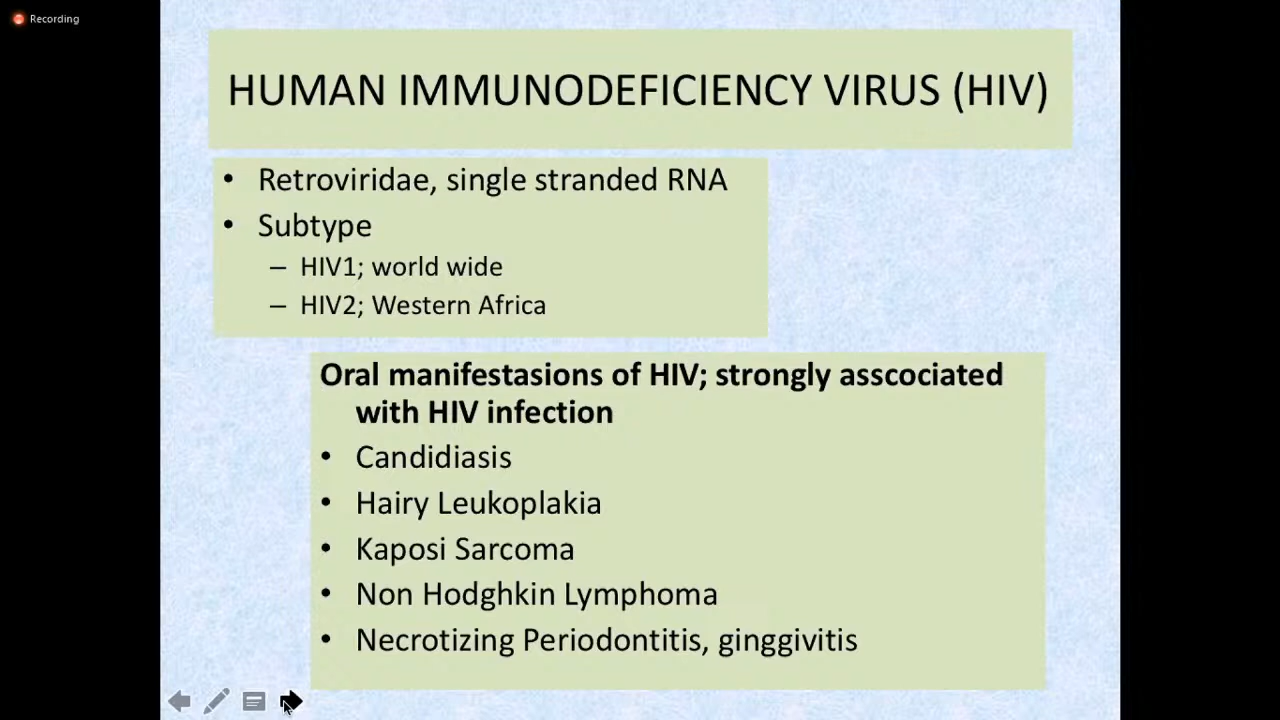 Recording
HUMAN IMMUNODEFICIENCY VIRUS (HIV)
• Retroviridae, single stranded RNA
• Subtype
– HIV1; world wide
– HIV2; Western Africa
Oral manifestasions of HIV; strongly asscociated
with HIV infection
• Candidiasis
• Hairy Leukoplakia
• Kaposi Sarcoma
• Non Hodghkin Lymphoma
• Necrotizing Periodontitis, ginggivitis